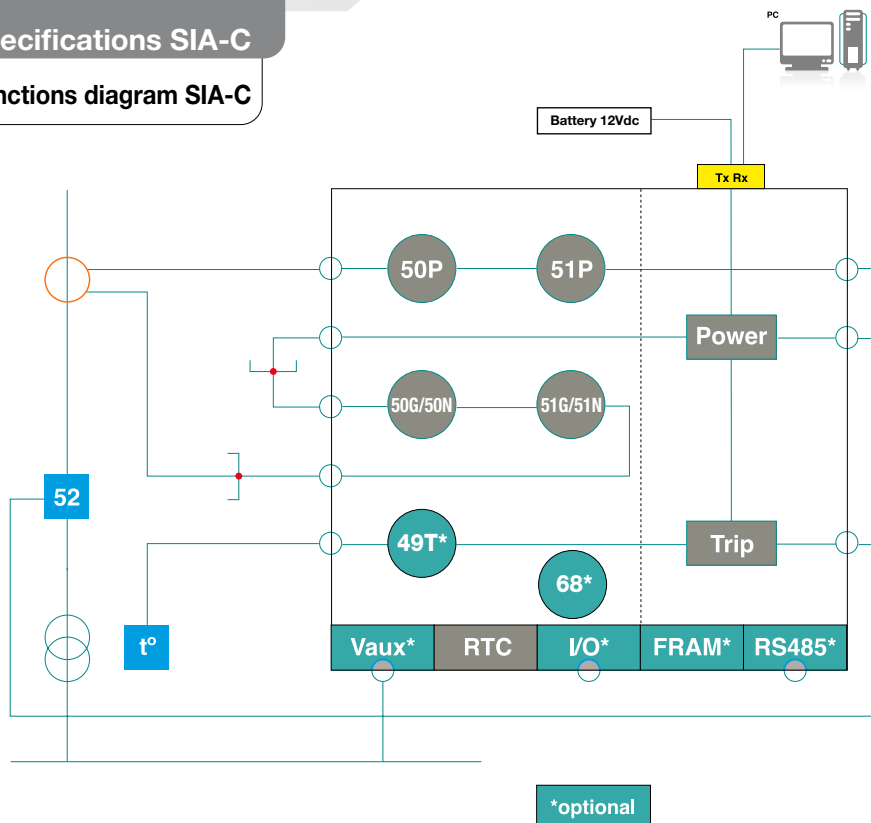 ecifications SIA-C
nctions diagram SIA-C
PC
Battery 12Vdc
Tx Rx
50P
51P
Power
50G/50N
51G/51N
52
49T*
Trip
68*
t°
Vaux*
RTC
I/O*
FRAM*
RS485*
*optional